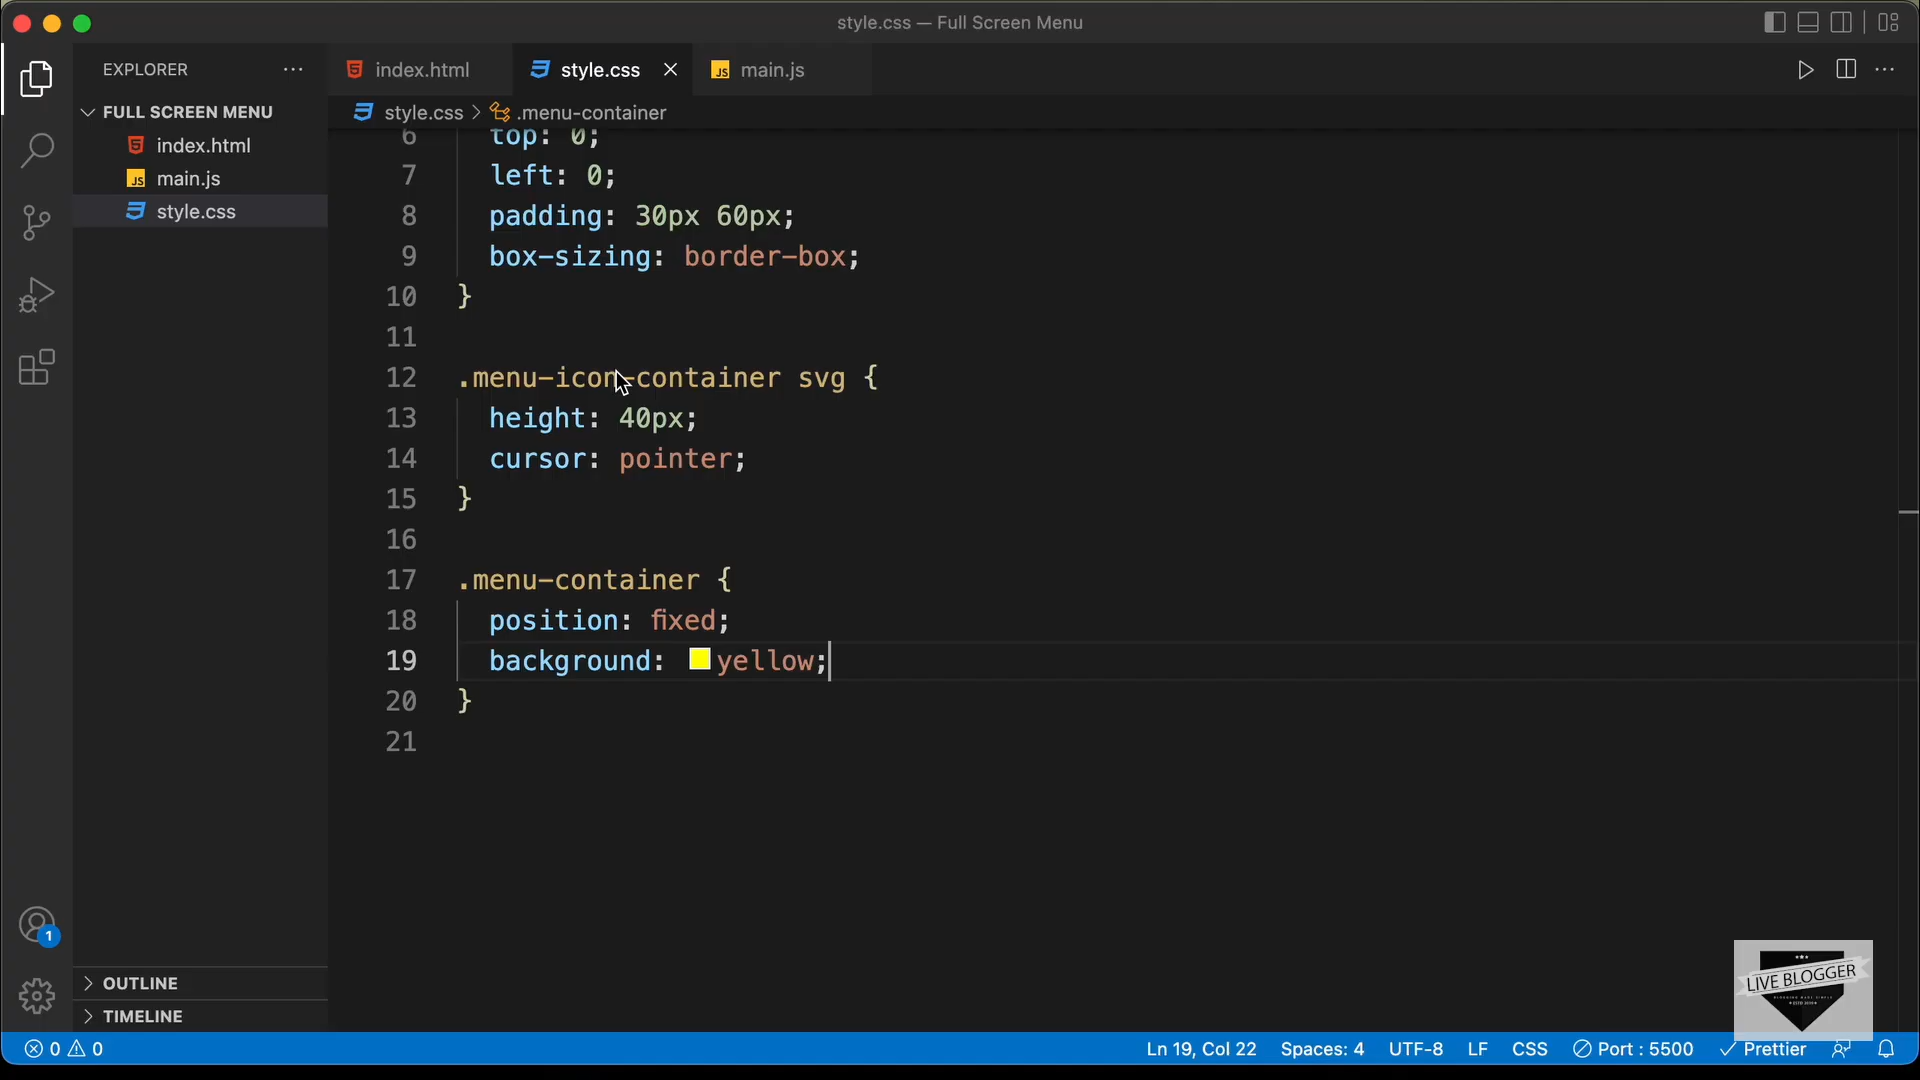 style.css — Full Screen Menu
EXPLORER
index.html
style.css
main.js
FULL SCREEN MENU
style.css > .menu-container
index.html
main.js
style.css
6 top: 0;
7 left: 0;
8 padding: 30px 60px;
9 box-sizing: border-box;
10 }
11
12 .menu-icon-container svg {
13 height: 40px;
14 cursor: pointer;
15 }
16
17 .menu-container {
18 position: fixed;
19 background: yellow;
20 }
21
1
OUTLINE
TIMELINE
LIVE BLOGGER
0 0
Ln 19, Col 22 Spaces: 4 UTF-8 LF CSS Port : 5500 Prettier